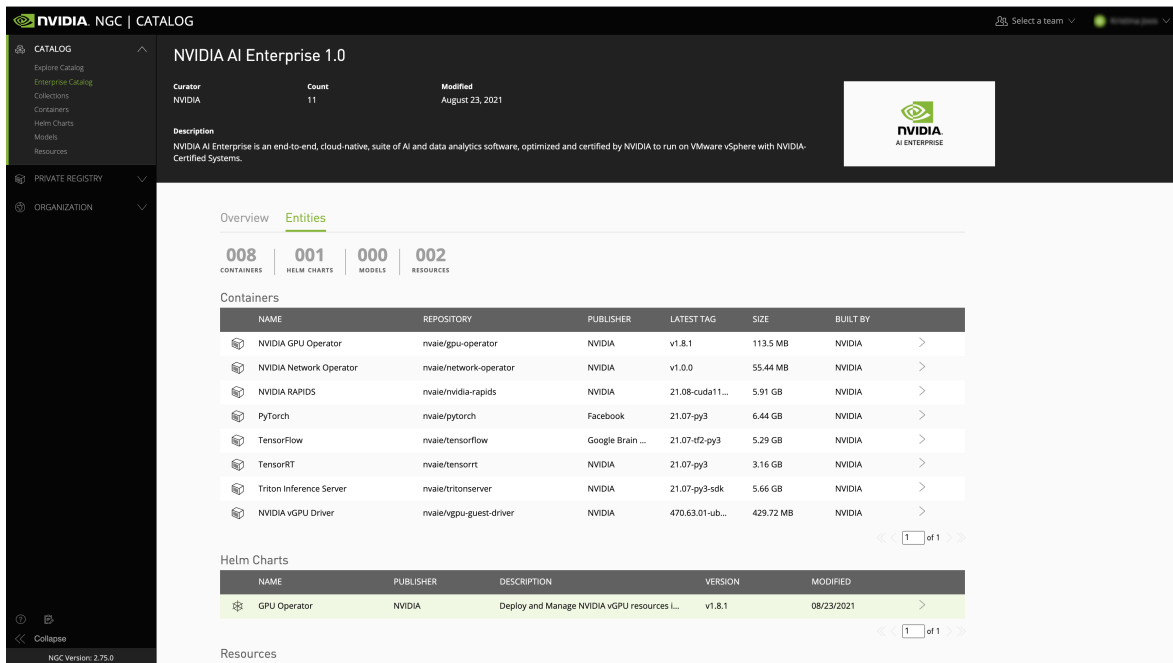 NVIDIA. NGC | CATALOG
Select a team
CATALOG
Explore Catalog
Enterprise Catalog
Collections
Containers
Helm Charts
Models
Resources
PRIVATE REGISTRY
ORGANIZATION
Collapse
NGC Version: 2.75.0
NVIDIA AI Enterprise 1.0
Curator Count Modified
NVIDIA 11 August 23, 2021
Description
NVIDIA AI Enterprise is an end-to-end, cloud-native, suite of AI and data analytics software, optimized and certified by NVIDIA to run on VMware vSphere with NVIDIA-
Certified Systems.
NVIDIA.
AI ENTERPRISE
Overview Entities
008 001 000 002
CONTAINERS HELM CHARTS MODELS RESOURCES
Containers
NAME REPOSITORY PUBLISHER LATEST TAG SIZE BUILT BY
NVIDIA GPU Operator nvaie/gpu-operator NVIDIA v1.8.1 113.5 MB NVIDIA
NVIDIA Network Operator nvaie/network-operator NVIDIA v1.0.0 55.44 MB NVIDIA
NVIDIA RAPIDS nvaie/nvidia-rapids NVIDIA 21.08-cuda11... 5.91 GB NVIDIA
PyTorch nvaie/pytorch Facebook 21.07-py3 6.44 GB NVIDIA
TensorFlow nvaie/tensorflow Google Brain ... 21.07-tf2-py3 5.29 GB NVIDIA
TensorRT nvaie/tensorrt NVIDIA 21.07-py3 3.16 GB NVIDIA
Triton Inference Server nvaie/tritonserver NVIDIA 21.07-py3-sdk 5.66 GB NVIDIA
NVIDIA vGPU Driver nvaie/vgpu-guest-driver NVIDIA 470.63.01-ub... 429.72 MB NVIDIA
1 of 1
Helm Charts
NAME PUBLISHER DESCRIPTION VERSION MODIFIED
GPU Operator NVIDIA Deploy and Manage NVIDIA vGPU resources i... v1.8.1 08/23/2021
1 of 1
Resources